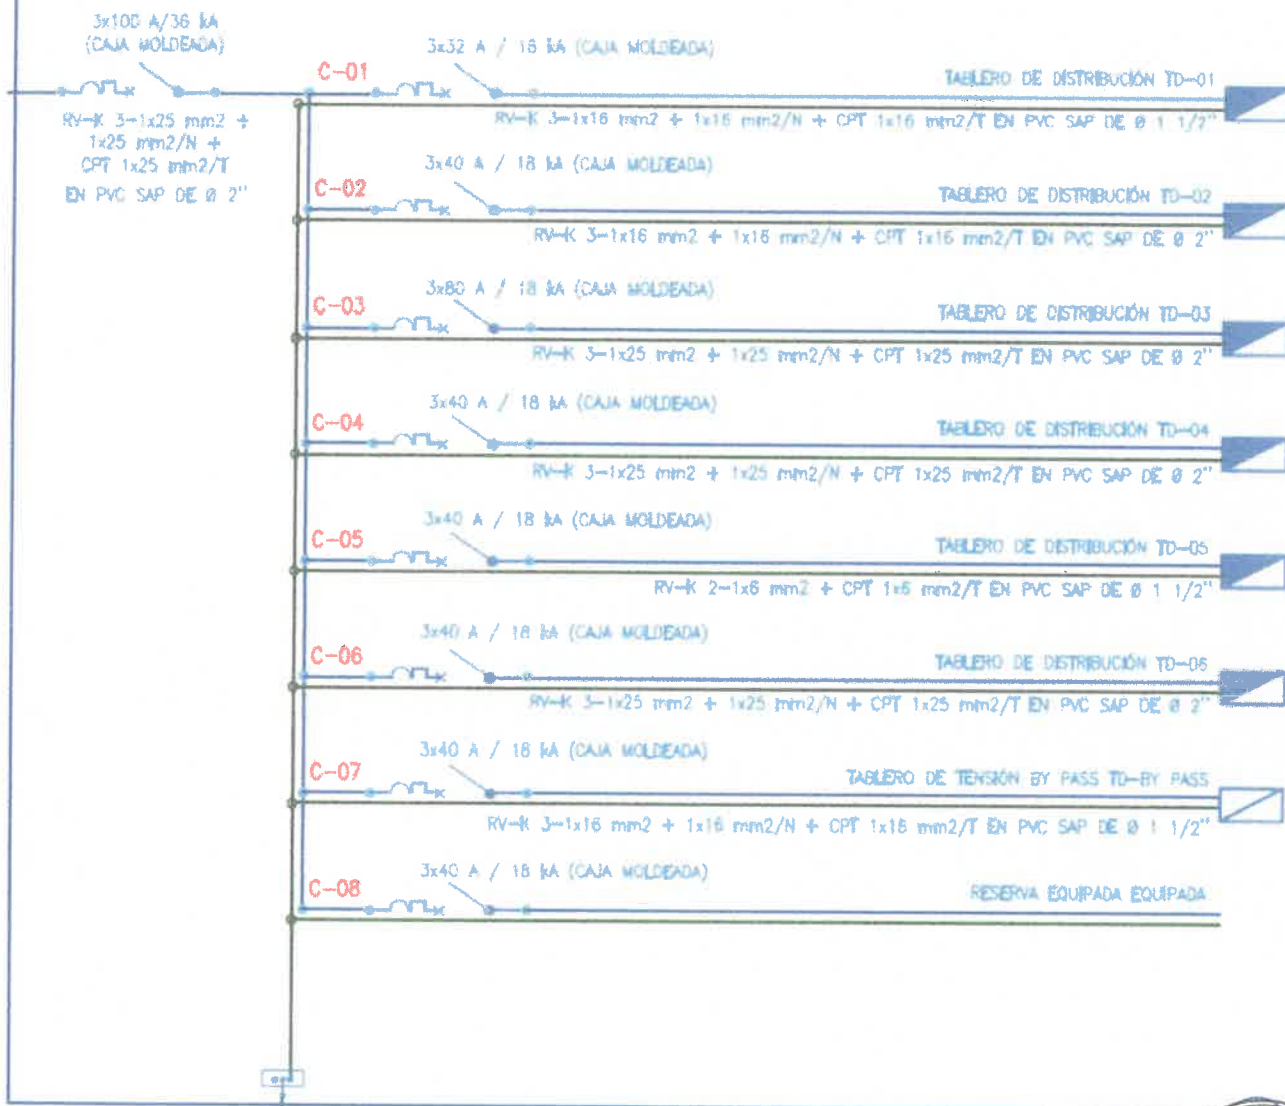 3x100 A/36 kA
(CAJA MOLDEADA)
RV-K 3-1x25 mm2 +
1x25 mm2/N +
CPT 1x25 mm2/T
EN PVC SAP DE Ø 2"
C-01
3x32 A / 18 kA (CAJA MOLDEADA)
TABLERO DE DISTRIBUCIÓN TD-01
RV-K 3-1x16 mm2 + 1x16 mm2/N + CPT 1x16 mm2/T EN PVC SAP DE Ø 1 1/2"
C-02
3x40 A / 18 kA (CAJA MOLDEADA)
TABLERO DE DISTRIBUCIÓN TD-02
RV-K 3-1x16 mm2 + 1x16 mm2/N + CPT 1x16 mm2/T EN PVC SAP DE Ø 2"
C-03
3x80 A / 18 kA (CAJA MOLDEADA)
TABLERO DE DISTRIBUCIÓN TD-03
RV-K 3-1x25 mm2 + 1x25 mm2/N + CPT 1x25 mm2/T EN PVC SAP DE Ø 2"
C-04
3x40 A / 18 kA (CAJA MOLDEADA)
TABLERO DE DISTRIBUCIÓN TD-04
RV-K 3-1x25 mm2 + 1x25 mm2/N + CPT 1x25 mm2/T EN PVC SAP DE Ø 2"
C-05
3x40 A / 18 kA (CAJA MOLDEADA)
TABLERO DE DISTRIBUCIÓN TD-05
RV-K 2-1x6 mm2 + CPT 1x6 mm2/T EN PVC SAP DE Ø 1 1/2"
C-06
3x40 A / 18 kA (CAJA MOLDEADA)
TABLERO DE DISTRIBUCIÓN TD-06
RV-K 3-1x25 mm2 + 1x25 mm2/N + CPT 1x25 mm2/T EN PVC SAP DE Ø 2"
C-07
3x40 A / 18 kA (CAJA MOLDEADA)
TABLERO DE TENSIÓN BY PASS TD-BY PASS
RV-K 3-1x16 mm2 + 1x16 mm2/N + CPT 1x16 mm2/T EN PVC SAP DE Ø 1 1/2"
C-08
3x40 A / 18 kA (CAJA MOLDEADA)
RESERVA EQUIPADA EQUIPADA